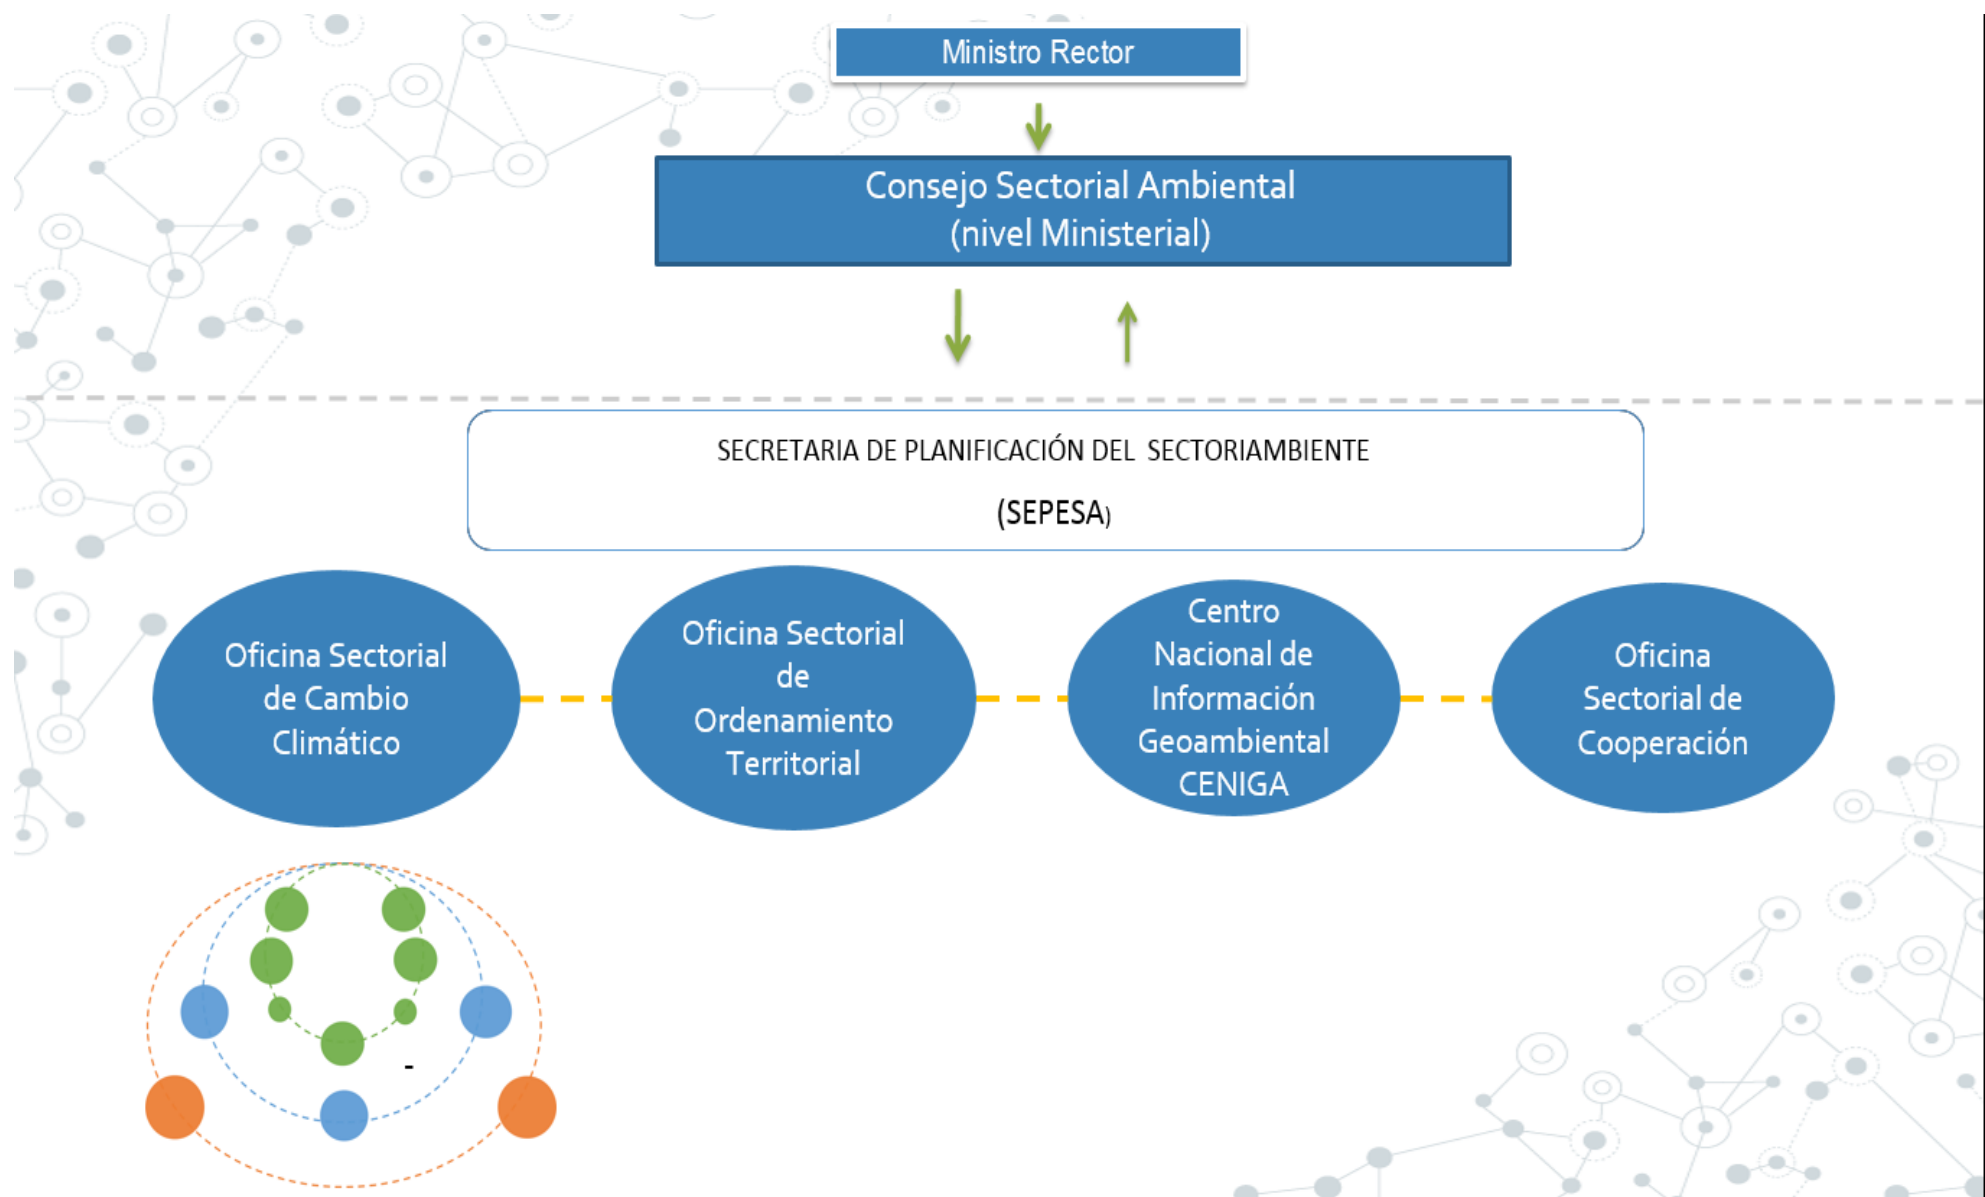 Ministro Rector
Consejo Sectorial Ambiental
(nivel Ministerial)
SECRETARIA DE PLANIFICACIÓN DEL SECTORIAMBIENTE
(SEPESA)
Oficina Sectorial
de Cambio
Climático
Oficina Sectorial
de
Ordenamiento
Territorial
Centro
Nacional de
Información
Geoambiental
CENIGA
Oficina
Sectorial de
Cooperación
-